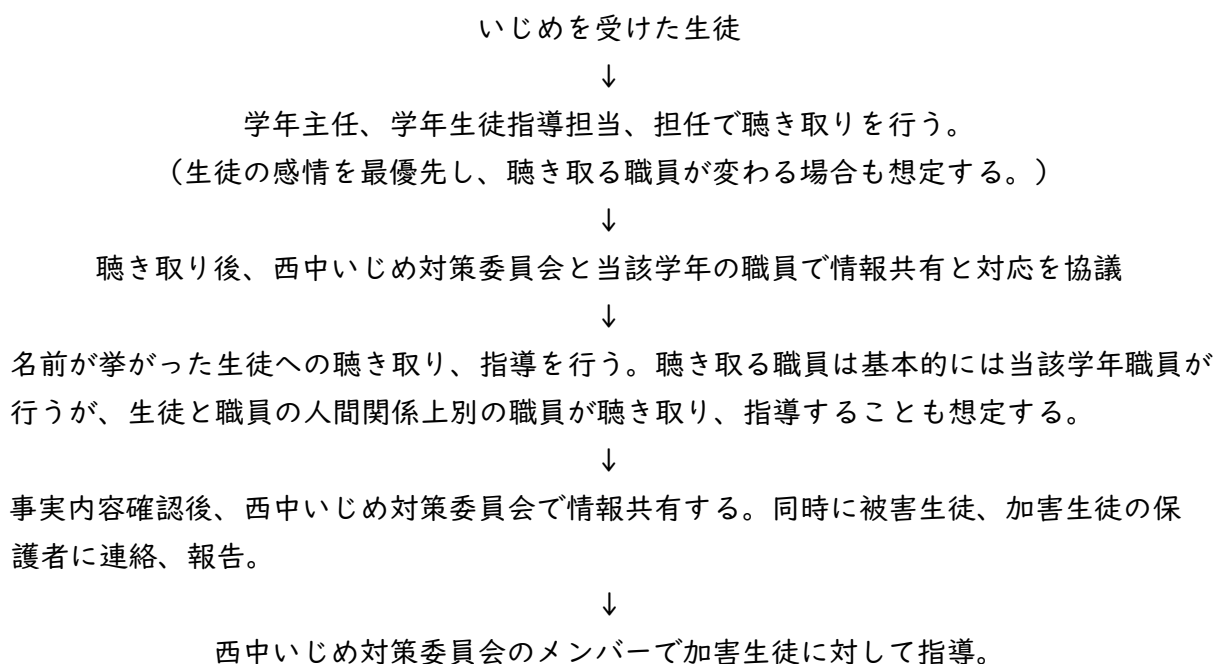 いじめを受けた生徒
↓
学年主任、学年生徒指導担当、担任で聴き取りを行う。
（生徒の感情を最優先し、聴き取る職員が変わる場合も想定する。）
↓
聴き取り後、西中いじめ対策委員会と当該学年の職員で情報共有と対応を協議
↓
名前が挙がった生徒への聴き取り、指導を行う。聴き取る職員は基本的には当該学年職員が
行うが、生徒と職員の人間関係上別の職員が聴き取り、指導することも想定する。
↓
事実内容確認後、西中いじめ対策委員会で情報共有する。同時に被害生徒、加害生徒の保
護者に連絡、報告。
↓
西中いじめ対策委員会のメンバーで加害生徒に対して指導。